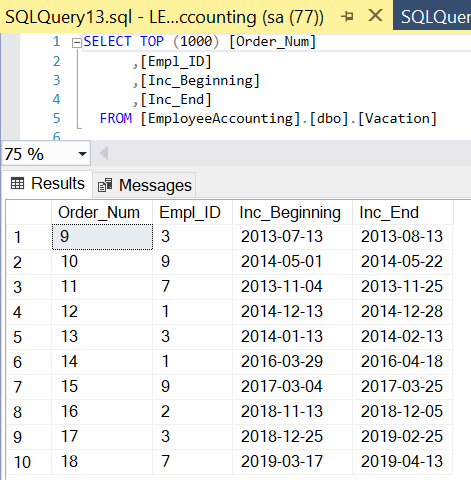 SQLQuery13.sql - LE...ccounting (sa (77)) SQLQuer
1 SELECT TOP (1000) [Order_Num]
2 ,[Empl_ID]
3 ,[Inc_Beginning]
4 ,[Inc_End]
5 FROM [EmployeeAccounting].[dbo].[Vacation]
6
75 %
Results Messages
Order_Num Empl_ID Inc_Beginning Inc_End
1 9 3 2013-07-13 2013-08-13
2 10 9 2014-05-01 2014-05-22
3 11 7 2013-11-04 2013-11-25
4 12 1 2014-12-13 2014-12-28
5 13 3 2014-01-13 2014-02-13
6 14 1 2016-03-29 2016-04-18
7 15 9 2017-03-04 2017-03-25
8 16 2 2018-11-13 2018-12-05
9 17 3 2018-12-25 2019-02-25
10 18 7 2019-03-17 2019-04-13